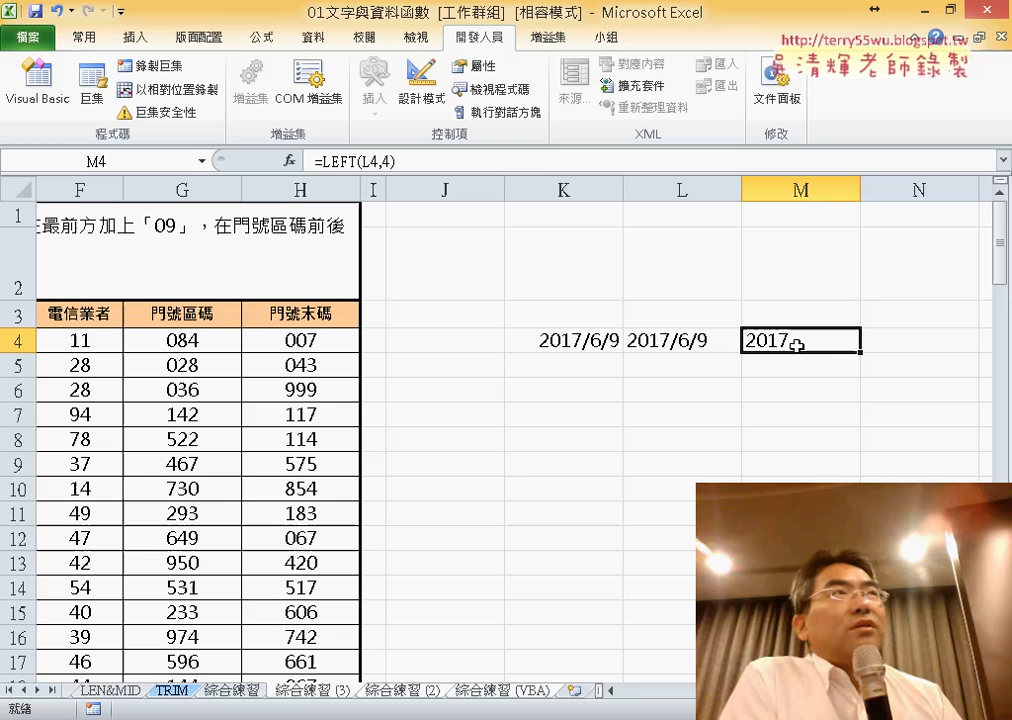 01文字與資料函數 [工作群組] [相容模式] - Microsoft Excel
檔案 常用 插入 版面配置 公式 資料 校閱 檢視 開發人員 增益集 小組
http://terry55wu.blogspot.tw
吳清輝老師錄製
Visual Basic 巨集 錄製巨集 以相對位置錄製 巨集安全性
增益集 COM 增益集
插入 設計模式 屬性 檢視程式碼 執行對話方塊
來源... 對應內容 擴充套件 重新整理資料 匯入 匯出
文件面板
程式碼 增益集 控制項 XML 修改
M4 fx =LEFT(L4,4)
F G H I J K L M N
1 在最前方加上「09」，在門號區碼前後
2
3 電信業者 門號區碼 門號末碼
4 11 084 007 2017/6/9 2017/6/9 2017
5 28 028 043
6 28 036 999
7 94 142 117
8 78 522 114
9 37 467 575
10 14 730 854
11 49 293 183
12 47 649 067
13 42 950 420
14 54 531 517
15 40 233 606
16 39 974 742
17 46 596 661
LEN&MID TRIM 綜合練習 綜合練習 (3) 綜合練習 (2) 綜合練習 (VBA)
就緒